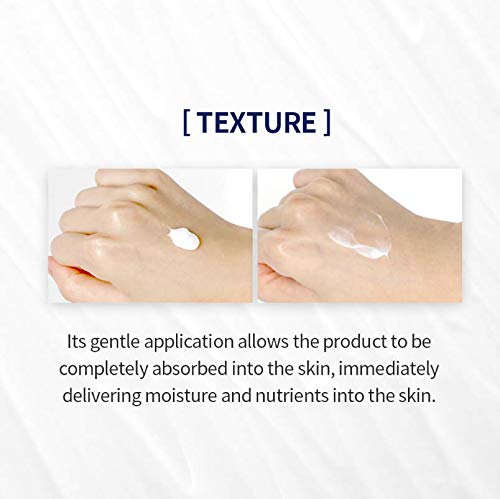 [ TEXTURE ]
Its gentle application allows the product to be
completely absorbed into the skin, immediately
delivering moisture and nutrients into the skin.